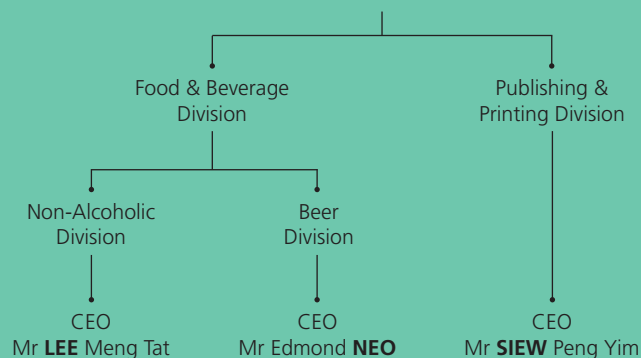 Food & Beverage
Division
Publishing &
Printing Division
Non-Alcoholic
Division
Beer
Division
CEO
Mr LEE Meng Tat
CEO
Mr Edmond NEO
CEO
Mr SIEW Peng Yim